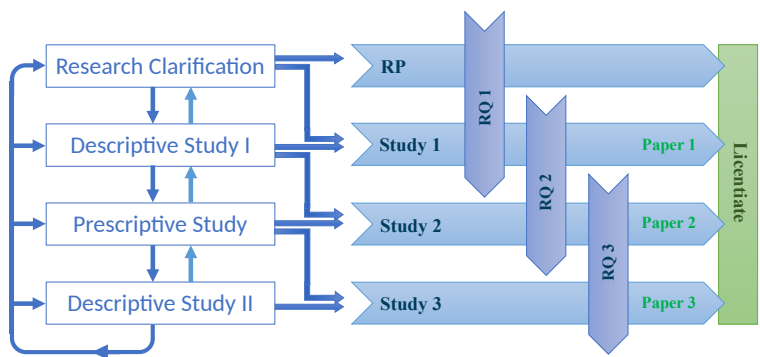 Research Clarification
RP
RQ 1
Descriptive Study I
Study 1
Paper 1
RQ 2
Licentiate
Prescriptive Study
Study 2
Paper 2
RQ 3
Descriptive Study II
Study 3
Paper 3